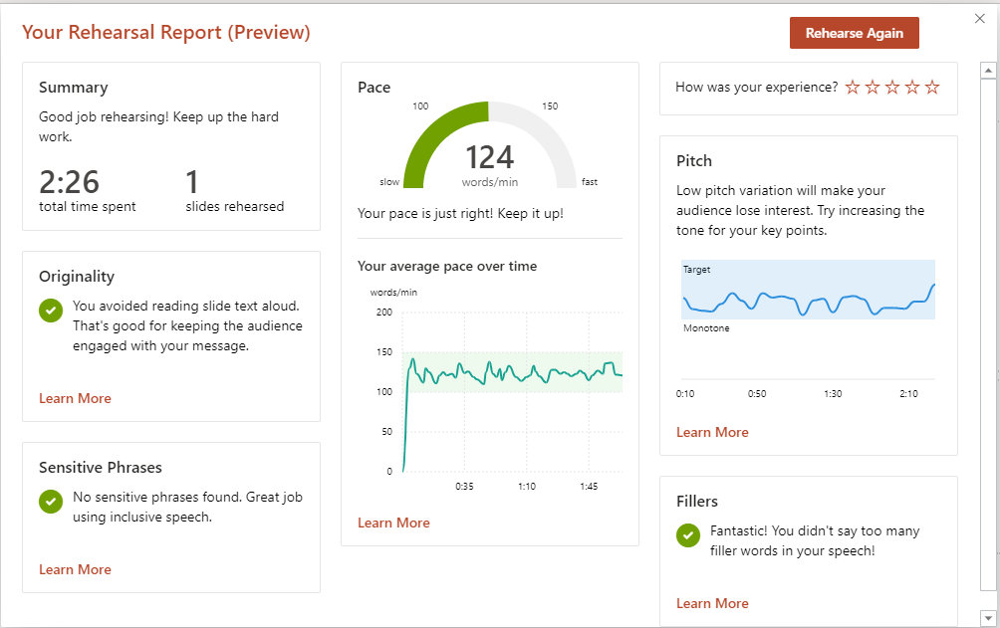 Your Rehearsal Report (Preview)
Rehearse Again
Summary
Good job rehearsing! Keep up the hard
work.
2:26
total time spent
1
slides rehearsed
Originality
You avoided reading slide text aloud.
That's good for keeping the audience
engaged with your message.
Learn More
Sensitive Phrases
No sensitive phrases found. Great job
using inclusive speech.
Learn More
Pace
100
150
slow
124
words/min
fast
Your pace is just right! Keep it up!
Your average pace over time
words/min
200
150
100
50
0
0:35
1:10
1:45
Learn More
How was your experience?
Pitch
Low pitch variation will make your
audience lose interest. Try increasing the
tone for your key points.
Target
Monotone
0:10
0:50
1:30
2:10
Learn More
Fillers
Fantastic! You didn't say too many
filler words in your speech!
Learn More